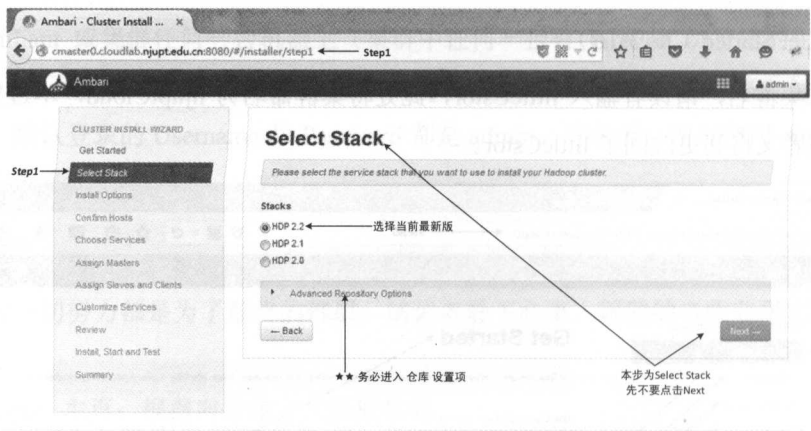 Ambari - Cluster Install ... ×
cmaster0.cloudlab.njupt.edu.cn:8080/#/installer/step1 Step1
Ambari admin
CLUSTER INSTALL WIZARD
Get Started
Step1 Select Stack
Install Options
Confirm Hosts
Choose Services
Assign Masters
Assign Slaves and Clients
Customize Services
Review
Install, Start and Test
Summary
Select Stack
Please select the service stack that you want to use to install your Hadoop cluster.
Stacks
HDP 2.2 选择当前最新版
HDP 2.1
HDP 2.0
Advanced Repository Options
← Back Next →
★★ 务必进入 仓库 设置项
本步为Select Stack
先不要点击Next